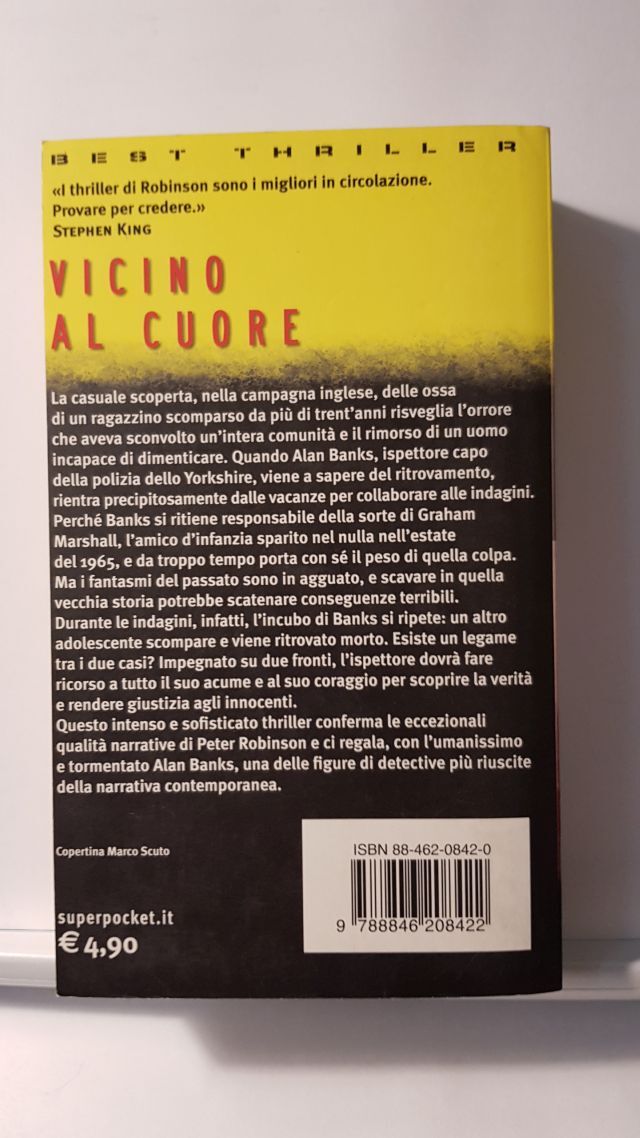 BEST THRILLER
«I thriller di Robinson sono i migliori in circolazione.
Provare per credere.»
STEPHEN KING
VICINO
AL CUORE
La casuale scoperta, nella campagna inglese, delle ossa
di un ragazzino scomparso da più di trent'anni risveglia l'orrore
che aveva sconvolto un'intera comunità e il rimorso di un uomo
incapace di dimenticare. Quando Alan Banks, ispettore capo
della polizia dello Yorkshire, viene a sapere del ritrovamento,
rientra precipitosamente dalle vacanze per collaborare alle indagini.
Perché Banks si ritiene responsabile della sorte di Graham
Marshall, l'amico d'infanzia sparito nel nulla nell'estate
del 1965, e da troppo tempo porta con sé il peso di quella colpa.
Ma i fantasmi del passato sono in agguato, e scavare in quella
vecchia storia potrebbe scatenare conseguenze terribili.
Durante le indagini, infatti, l'incubo di Banks si ripete: un altro
adolescente scompare e viene ritrovato morto. Esiste un legame
tra i due casi? Impegnato su due fronti, l'ispettore dovrà fare
ricorso a tutto il suo acume e al suo coraggio per scoprire la verità
e rendere giustizia agli innocenti.
Questo intenso e sofisticato thriller conferma le eccezionali
qualità narrative di Peter Robinson e ci regala, con l'umanissimo
e tormentato Alan Banks, una delle figure di detective più riuscite
della narrativa contemporanea.
Copertina Marco Scuto
ISBN 88-462-0842-0
9 788846 208422
superpocket.it
€ 4,90